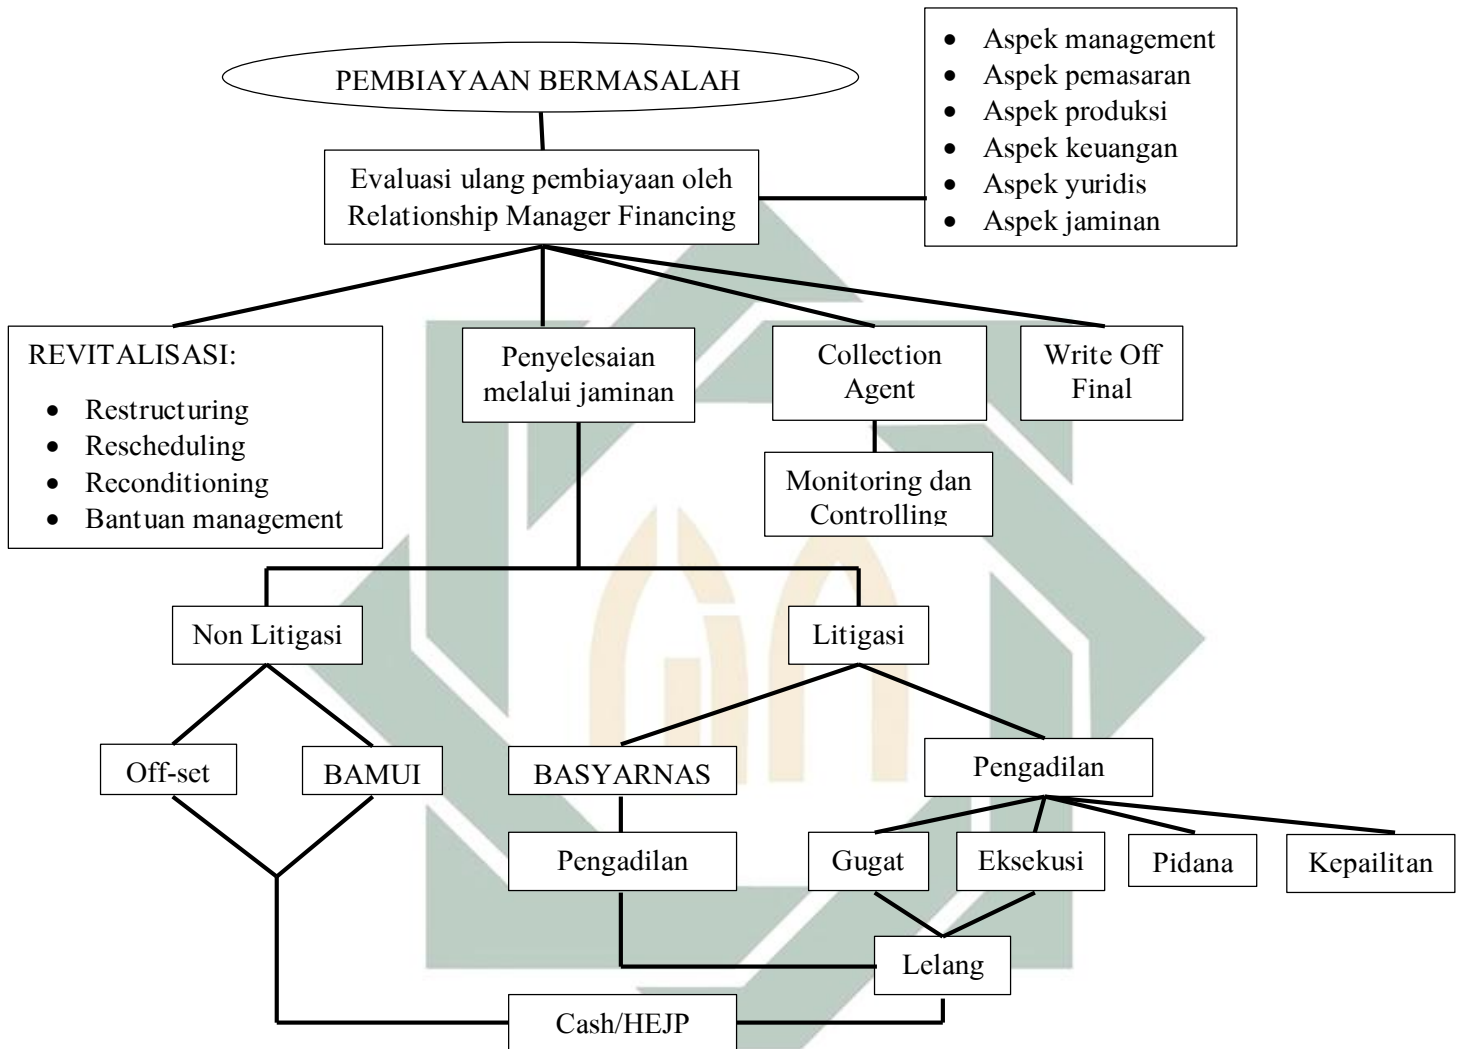 PEMBIAYAAN BERMASALAH
• Aspek management
• Aspek pemasaran
• Aspek produksi
• Aspek keuangan
• Aspek yuridis
• Aspek jaminan
Evaluasi ulang pembiayaan oleh
Relationship Manager Financing
REVITALISASI:
• Restructuring
• Rescheduling
• Reconditioning
• Bantuan management
Penyelesaian
melalui jaminan
Collection
Agent
Write Off
Final
Monitoring dan
Controlling
Non Litigasi
Litigasi
Off-set
BAMUI
BASYARNAS
Pengadilan
Pengadilan
Gugat
Eksekusi
Pidana
Kepailitan
Lelang
Cash/HEJP